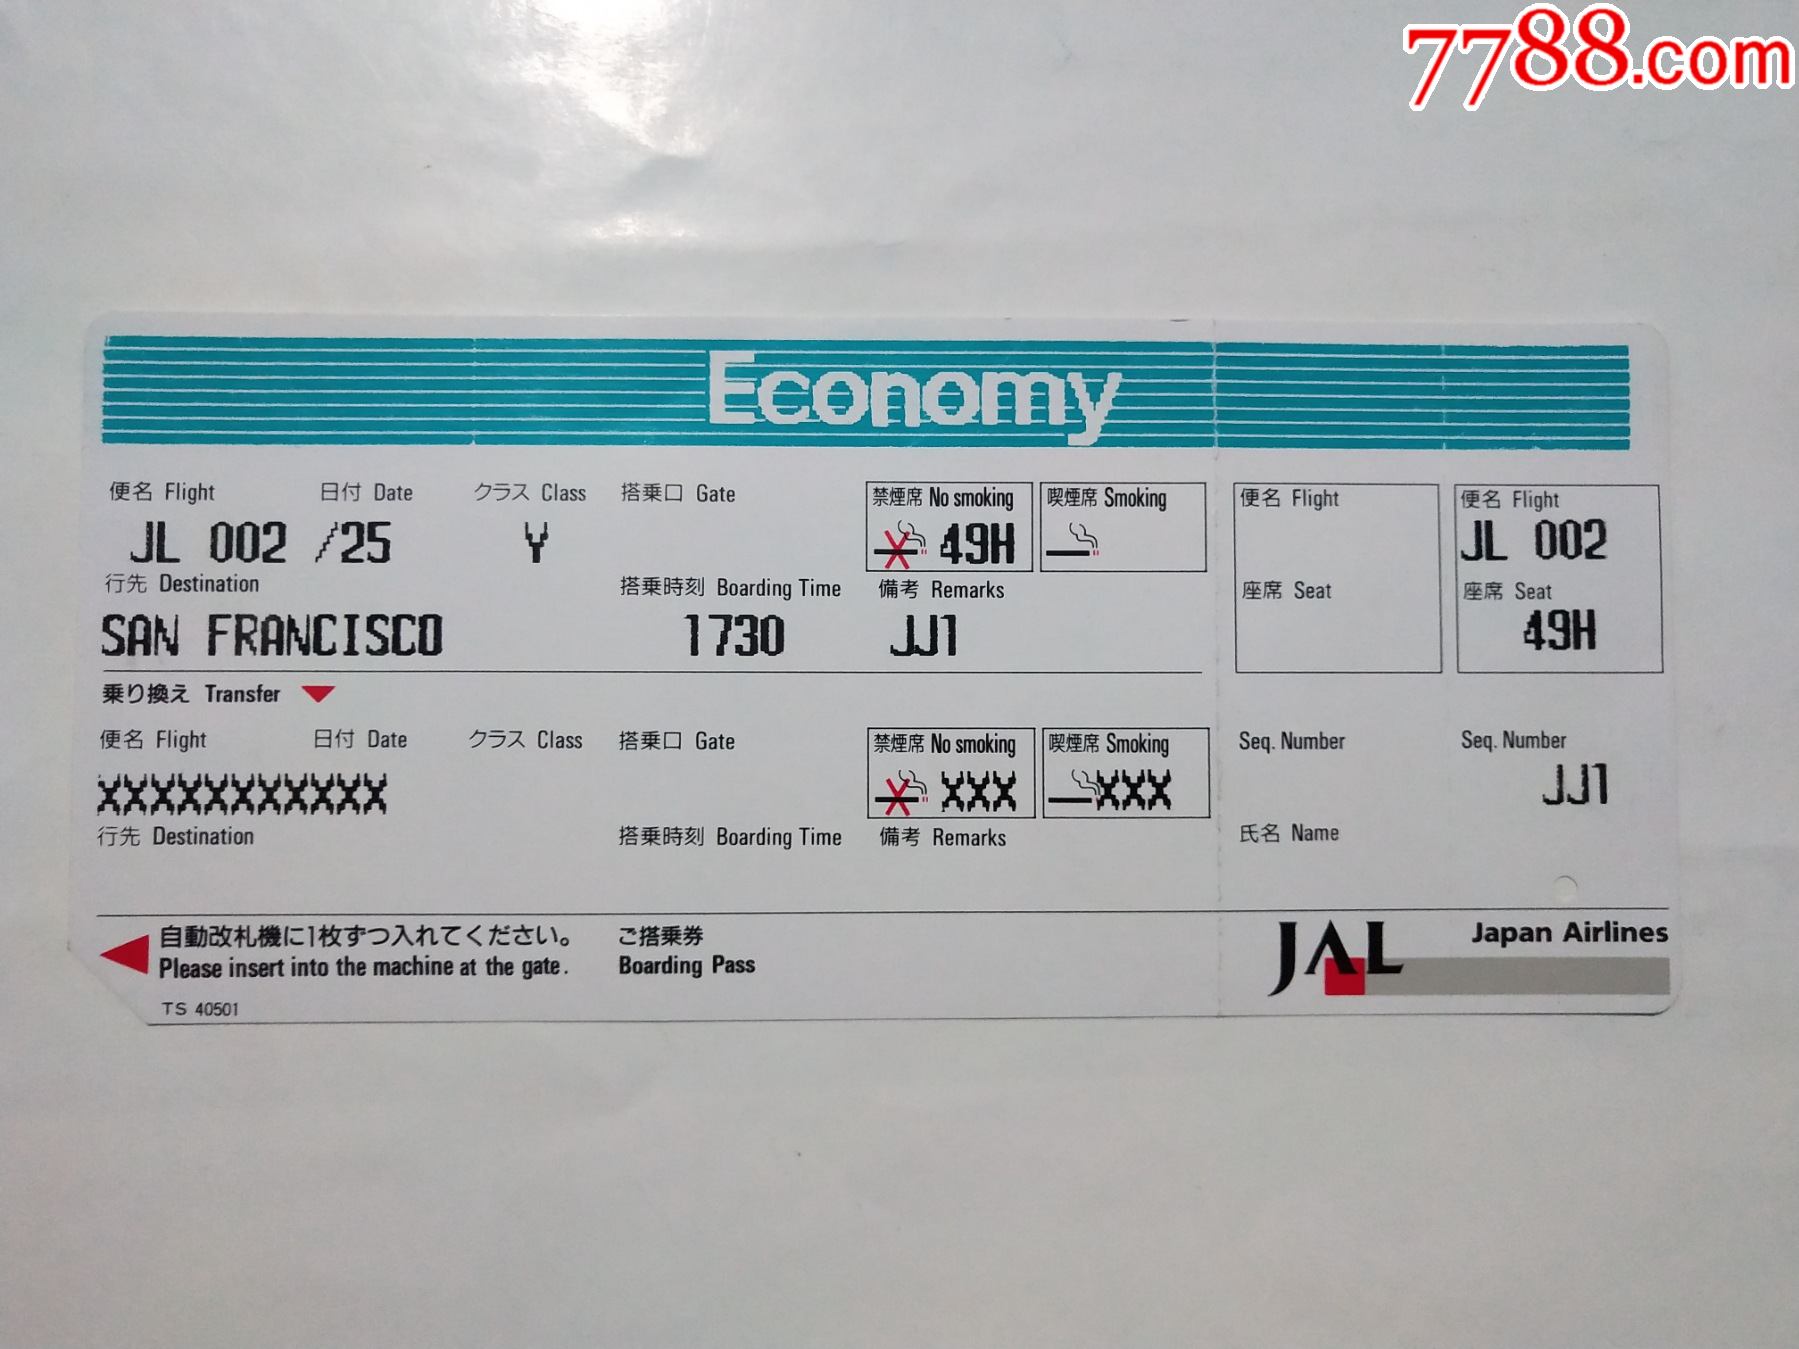 7788.com
Economy
便名 Flight 日付 Date クラス Class 搭乗口 Gate 禁煙席 No smoking 喫煙席 Smoking 便名 Flight 便名 Flight
JL 002 /25 Y 49H JL 002
行先 Destination 搭乗時刻 Boarding Time 備考 Remarks 座席 Seat 座席 Seat
SAN FRANCISCO 1730 JJ1 49H
乗り換え Transfer
便名 Flight 日付 Date クラス Class 搭乗口 Gate 禁煙席 No smoking 喫煙席 Smoking Seq. Number Seq. Number
XXXXXXXXXXX XXX XXX JJ1
行先 Destination 搭乗時刻 Boarding Time 備考 Remarks 氏名 Name
自動改札機に1枚ずつ入れてください。 ご搭乗券 JAL Japan Airlines
Please insert into the machine at the gate. Boarding Pass
TS 40501